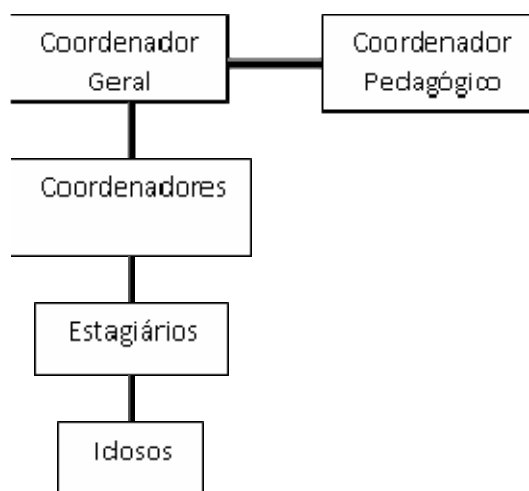 Coordenador
Geral
Coordenador
Pedagógico
Coordenadores
Estagiários
Idosos